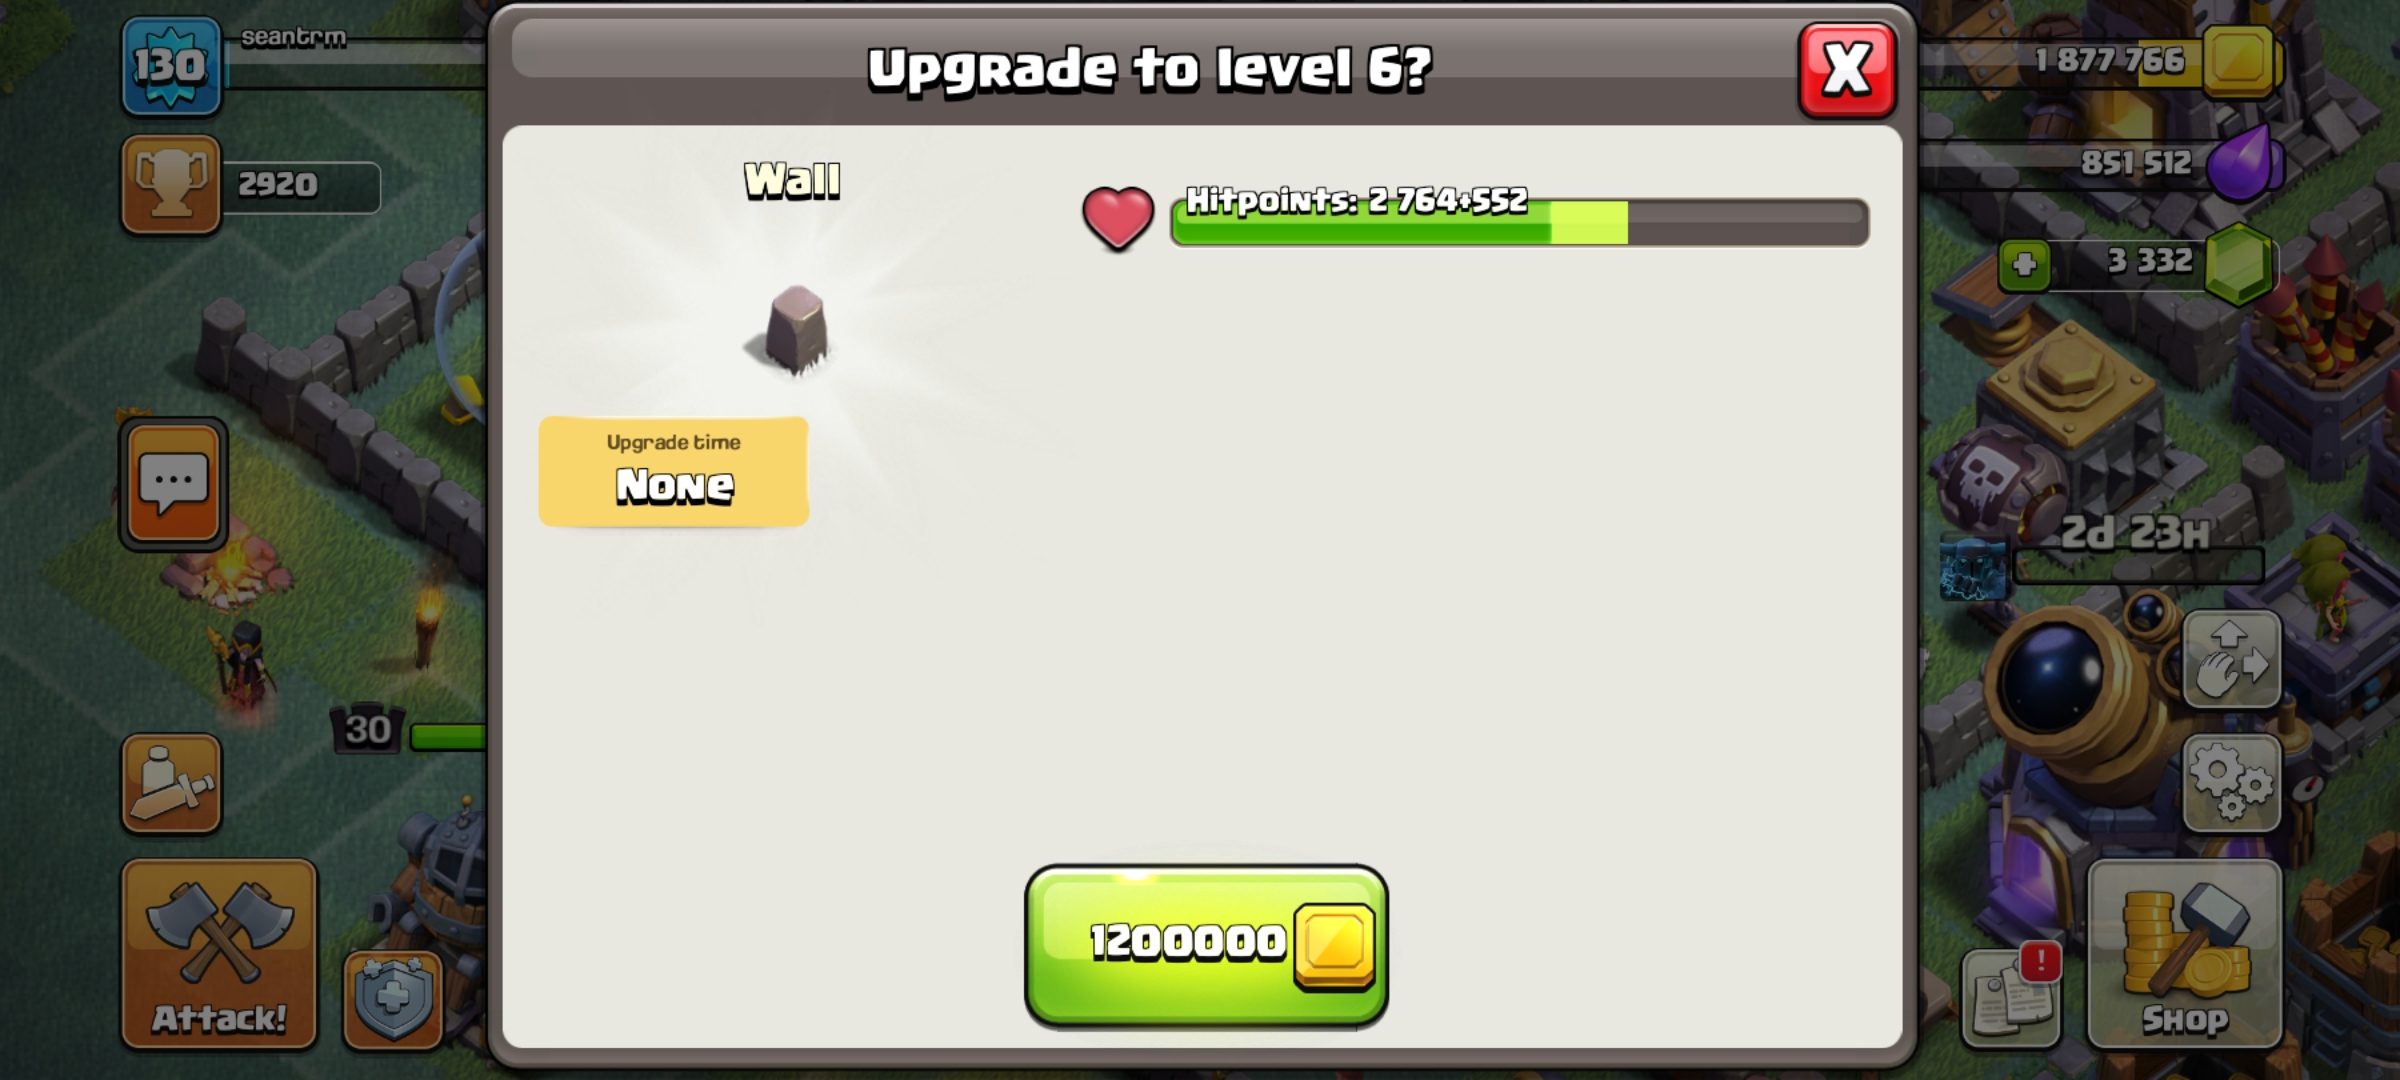 130
seantrm
2920
Upgrade to level 6?
X
1 877 766
851 512
3 332
Wall
Hitpoints: 2 764+552
Upgrade time
None
2d 23H
30
1200000
Attack!
!
Shop